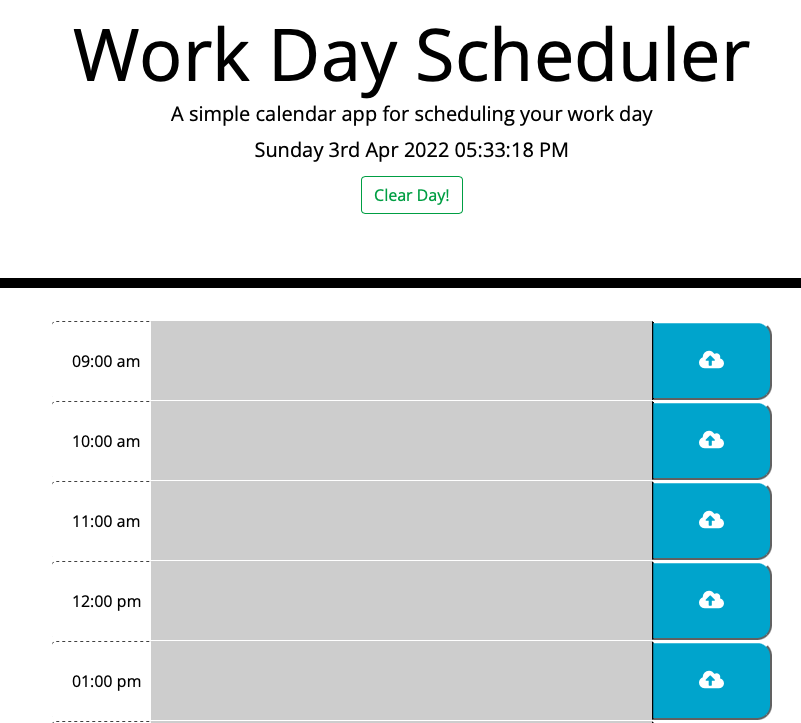 Work Day Scheduler
A simple calendar app for scheduling your work day
Sunday 3rd Apr 2022 05:33:18 PM
Clear Day!
09:00 am
10:00 am
11:00 am
12:00 pm
01:00 pm